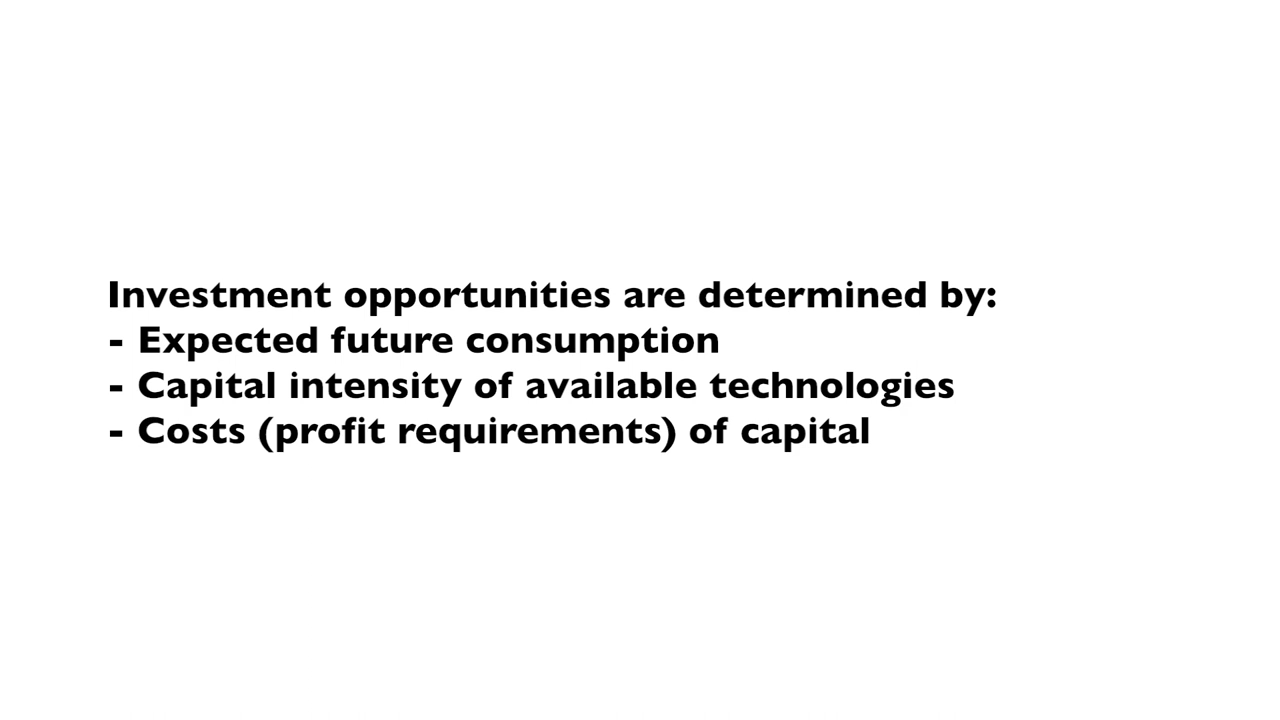 Investment opportunities are determined by:
- Expected future consumption
- Capital intensity of available technologies
- Costs (profit requirements) of capital